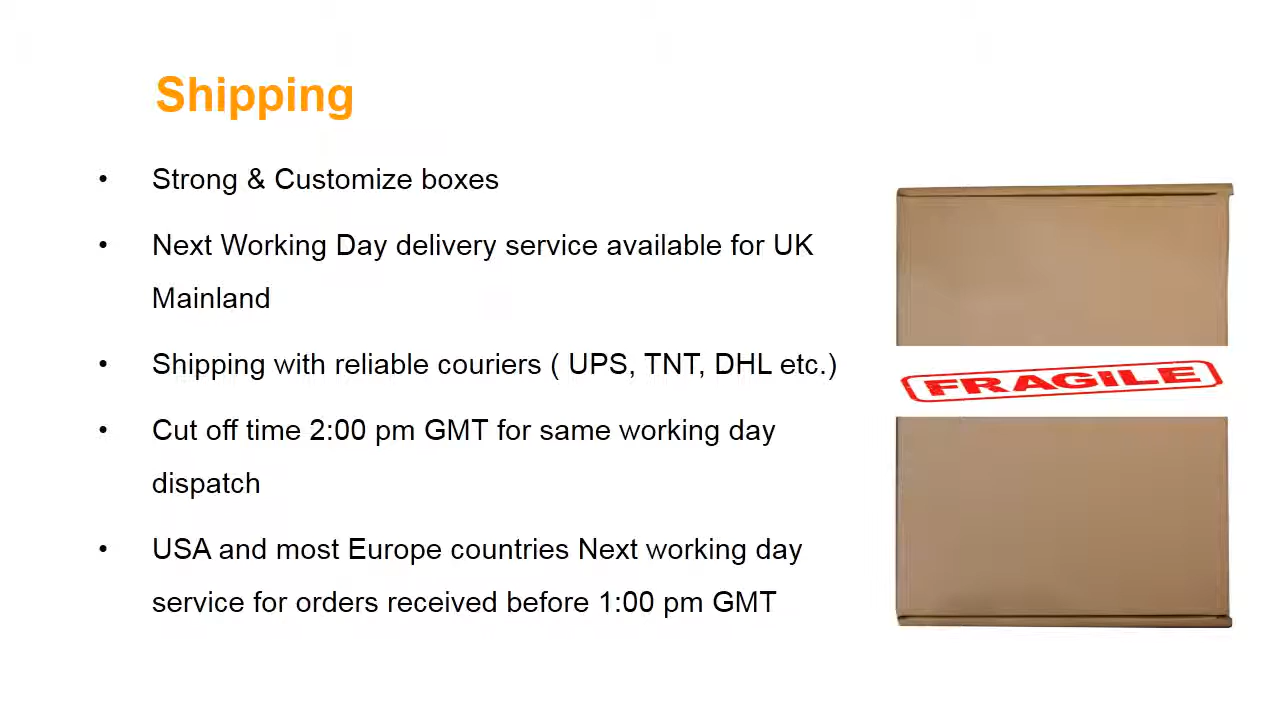 Shipping
• Strong & Customize boxes
• Next Working Day delivery service available for UK
Mainland
• Shipping with reliable couriers ( UPS, TNT, DHL etc.)
• Cut off time 2:00 pm GMT for same working day
dispatch
• USA and most Europe countries Next working day
service for orders received before 1:00 pm GMT
FRAGILE